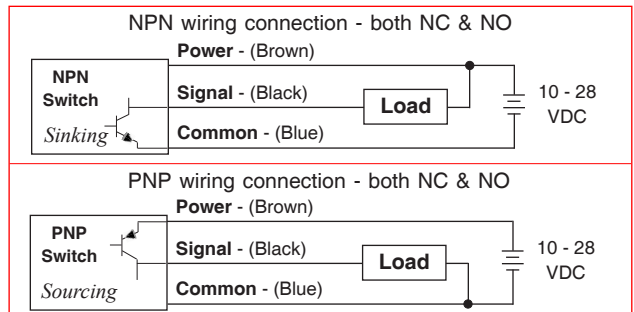 NPN wiring connection - both NC & NO
Power - (Brown)
NPN
Switch
Signal - (Black)
Load
10 - 28
VDC
Sinking
Common - (Blue)
PNP wiring connection - both NC & NO
Power - (Brown)
PNP
Switch
Signal - (Black)
Load
10 - 28
VDC
Sourcing
Common - (Blue)